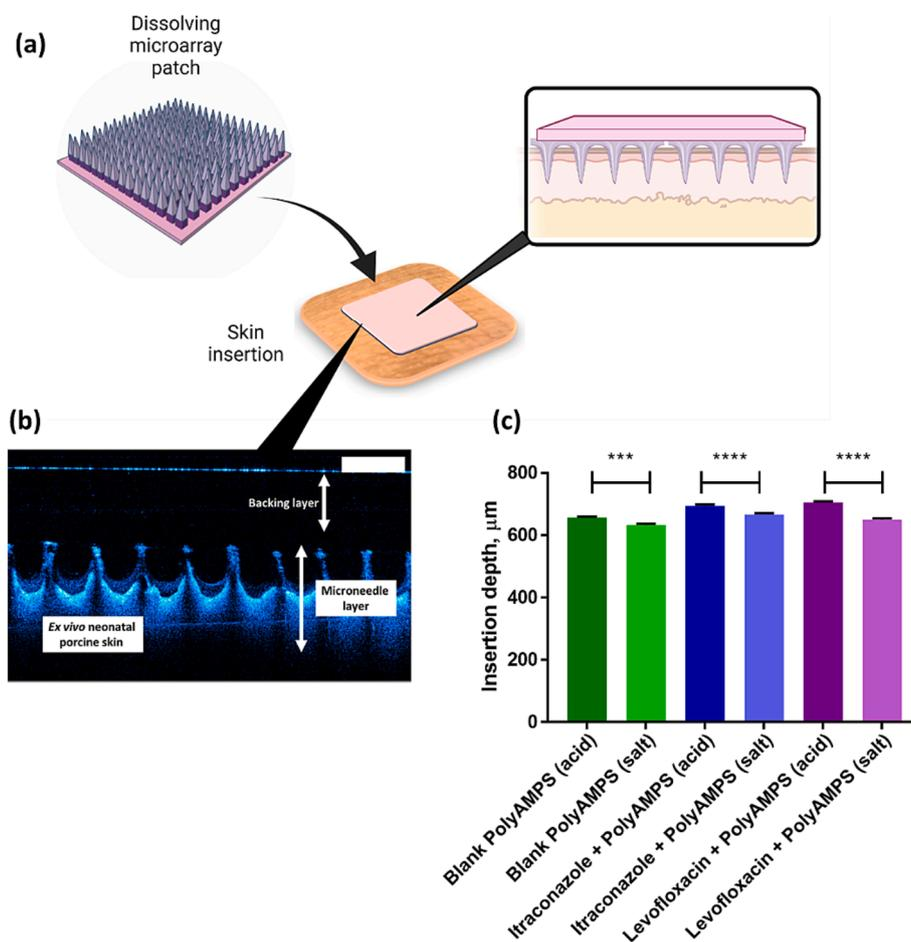 (a)
Dissolving
microarray
patch
Skin
insertion
(b)
Backing layer
Microneedle
layer
Ex vivo neonatal
porcine skin
(c)
*** **** ****
Insertion depth, μm
800
600
400
200
0
Blank PolyAMPS (acid)
Blank PolyAMPS (salt)
Itraconazole + PolyAMPS (acid)
Itraconazole + PolyAMPS (salt)
Levofloxacin + PolyAMPS (acid)
Levofloxacin + PolyAMPS (salt)